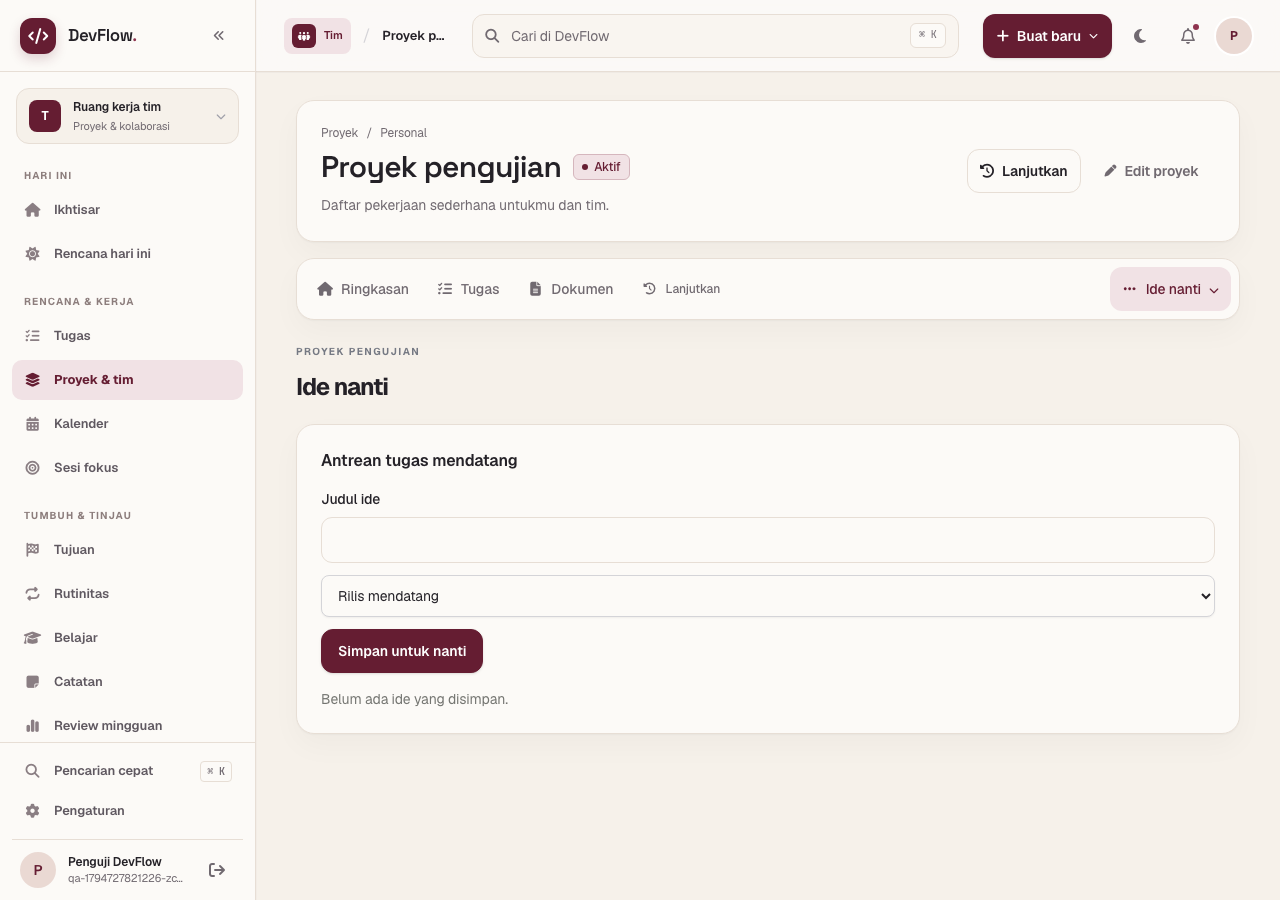 DevFlow.
Ruang kerja tim
T
Proyek & kolaborasi
HARI INI
Ikhtisar
Rencana hari ini
RENCANA & KERJA
Tugas
Proyek & tim
Kalender
Sesi fokus
TUMBUH & TINJAU
Tujuan
Rutinitas
Belajar
Catatan
Review mingguan
Pencarian cepat ⌘ K
Pengaturan
P
Penguji DevFlow
qa-1794727821226-zc...
Tim / Proyek p...
Cari di DevFlow ⌘ K
Buat baru
P
Proyek / Personal
Proyek pengujian
Aktif
Daftar pekerjaan sederhana untukmu dan tim.
Lanjutkan
Edit proyek
Ringkasan
Tugas
Dokumen
Lanjutkan
Ide nanti
PROYEK PENGUJIAN
Ide nanti
Antrean tugas mendatang
Judul ide
Rilis mendatang
Simpan untuk nanti
Belum ada ide yang disimpan.